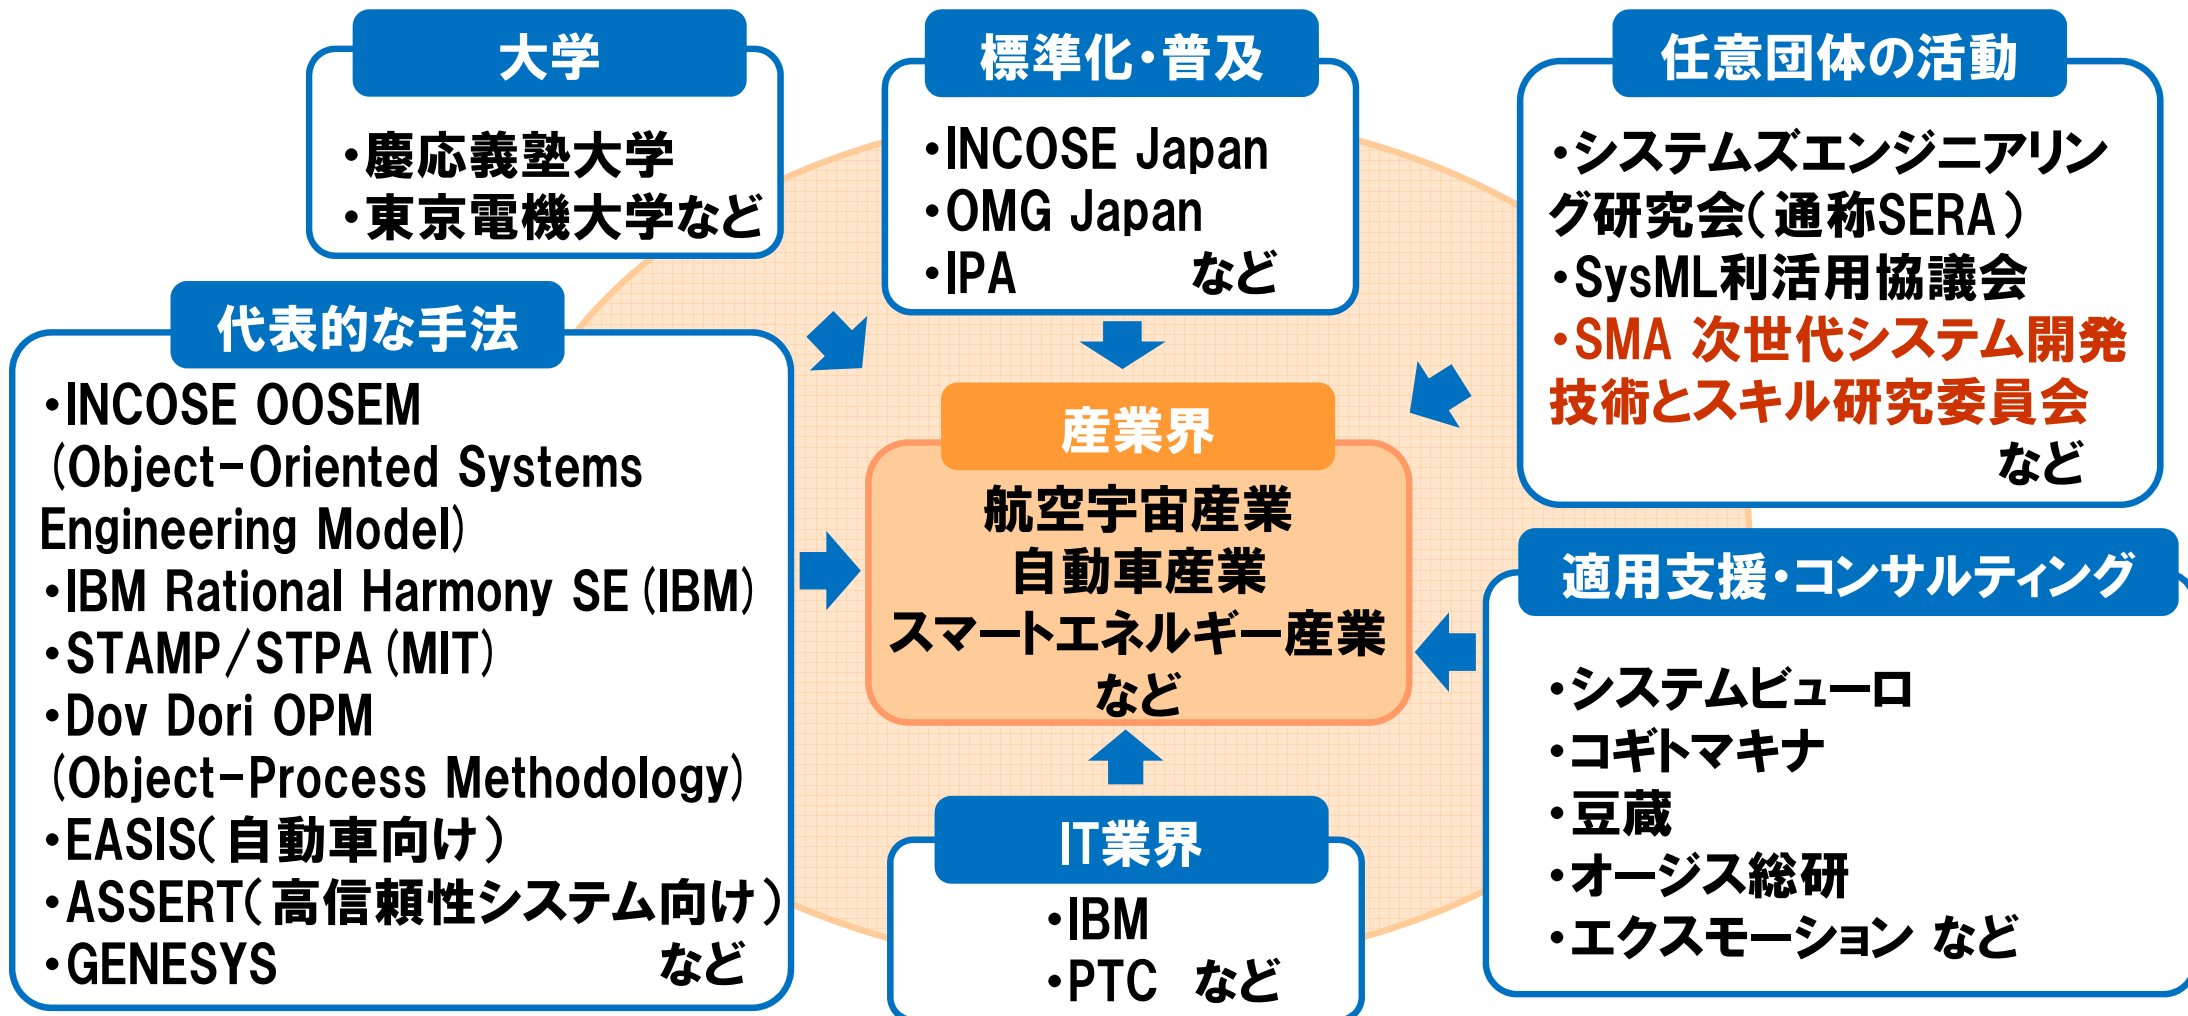 大学
・慶応義塾大学
・東京電機大学など
標準化・普及
・INCOSE Japan
・OMG Japan
・IPA など
任意団体の活動
・システムズエンジニアリン
グ研究会(通称SERA)
・SysML利活用協議会
・SMA 次世代システム開発
技術とスキル研究委員会
など
代表的な手法
・INCOSE OOSEM
(Object-Oriented Systems
Engineering Model)
・IBM Rational Harmony SE(IBM)
・STAMP/STPA(MIT)
・Dov Dori OPM
(Object-Process Methodology)
・EASIS(自動車向け)
・ASSERT(高信頼性システム向け)
・GENESYS など
産業界
航空宇宙産業
自動車産業
スマートエネルギー産業
など
適用支援・コンサルティング
・システムビューロ
・コギトマキナ
・豆蔵
・オージス総研
・エクスモーション など
IT業界
・IBM
・PTC など